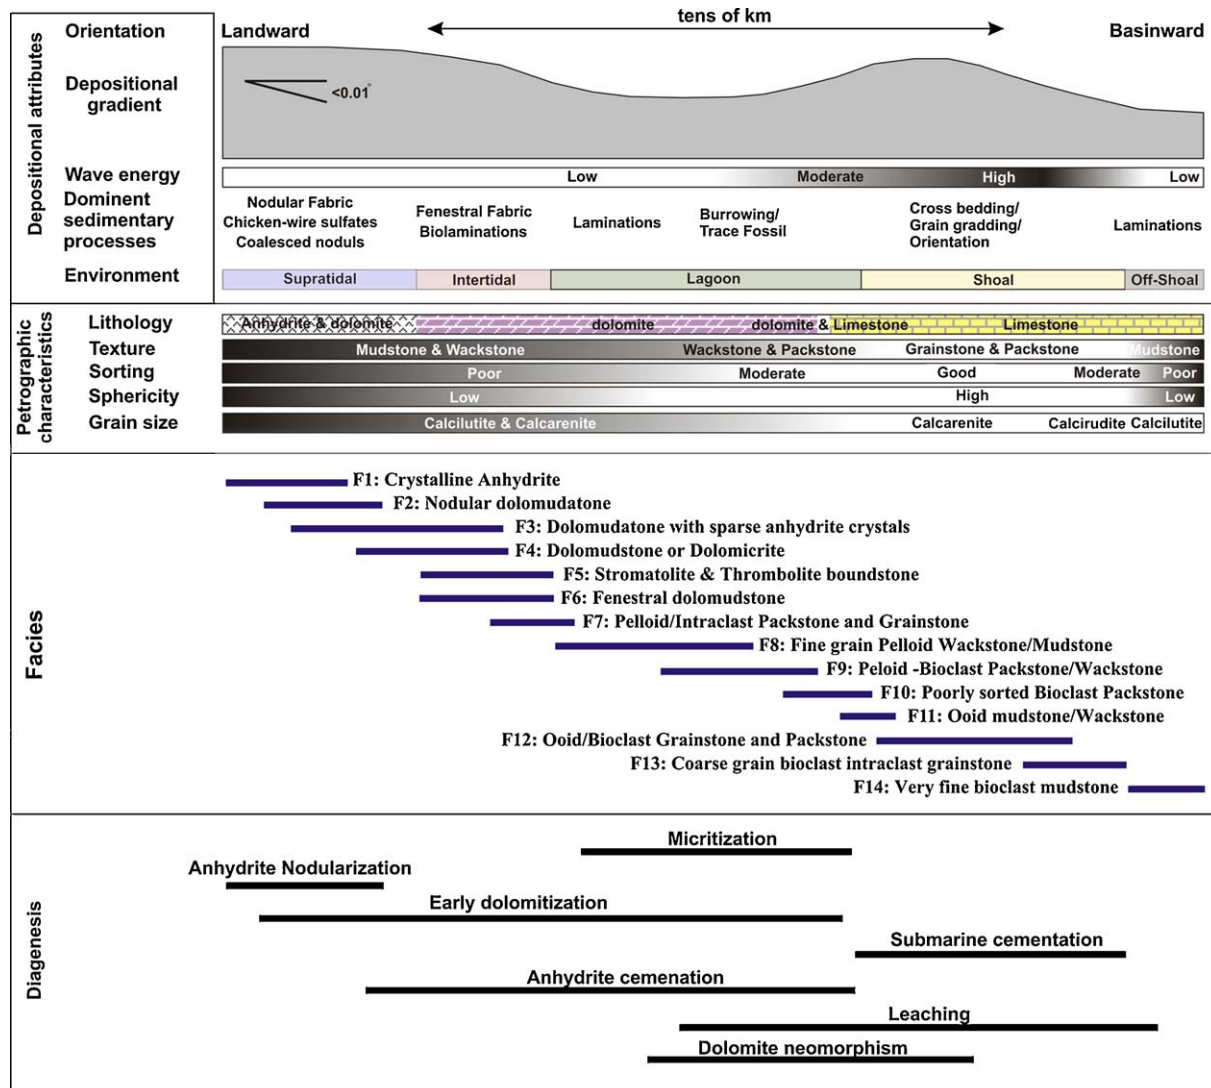 Depositional attributes
Orientation
Landward
tens of km
Basinward
Depositional
gradient
<0.01°
Wave energy
Low
Moderate
High
Low
Dominent
sedimentary
processes
Nodular Fabric
Chicken-wire sulfates
Coalesced noduls
Fenestral Fabric
Biolaminations
Laminations
Burrowing/
Trace Fossil
Cross bedding/
Grain gradding/
Orientation
Laminations
Environment
Supratidal
Intertidal
Lagoon
Shoal
Off-Shoal
Petrographic
characteristics
Lithology
Anhydrite & dolomite
dolomite
dolomite & Limestone
Limestone
Texture
Mudstone & Wackstone
Wackstone & Packstone
Grainstone & Packstone
Mudstone
Sorting
Poor
Moderate
Good
Moderate
Poor
Sphericity
Low
High
Low
Grain size
Calcilutite & Calcarenite
Calcarenite
Calcirudite
Calcilutite
Facies
F1: Crystalline Anhydrite
F2: Nodular dolomudatone
F3: Dolomudatone with sparse anhydrite crystals
F4: Dolomudstone or Dolomicrite
F5: Stromatolite & Thrombolite boundstone
F6: Fenestral dolomudstone
F7: Pelloid/Intraclast Packstone and Grainstone
F8: Fine grain Pelloid Wackstone/Mudstone
F9: Peloid -Bioclast Packstone/Wackstone
F10: Poorly sorted Bioclast Packstone
F11: Ooid mudstone/Wackstone
F12: Ooid/Bioclast Grainstone and Packstone
F13: Coarse grain bioclast intraclast grainstone
F14: Very fine bioclast mudstone
Diagenesis
Micritization
Anhydrite Nodularization
Early dolomitization
Submarine cementation
Anhydrite cemenation
Leaching
Dolomite neomorphism